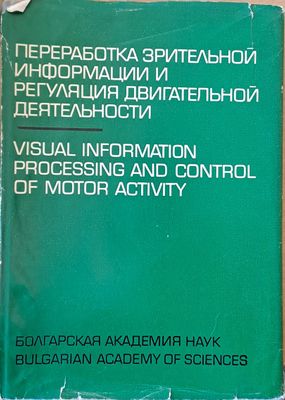 ПЕРЕРАБОТКА ЗРИТЕЛЬНОЙ
ИНФОРМАЦИИ И
РЕГУЛЯЦИЯ ДВИГАТЕЛЬНОЙ
ДЕЯТЕЛЬНОСТИ
VISUAL INFORMATION
PROCESSING AND CONTROL
OF MOTOR ACTIVITY
БОЛГАРСКАЯ АКАДЕМИЯ НАУК
BULGARIAN ACADEMY OF SCIENCES